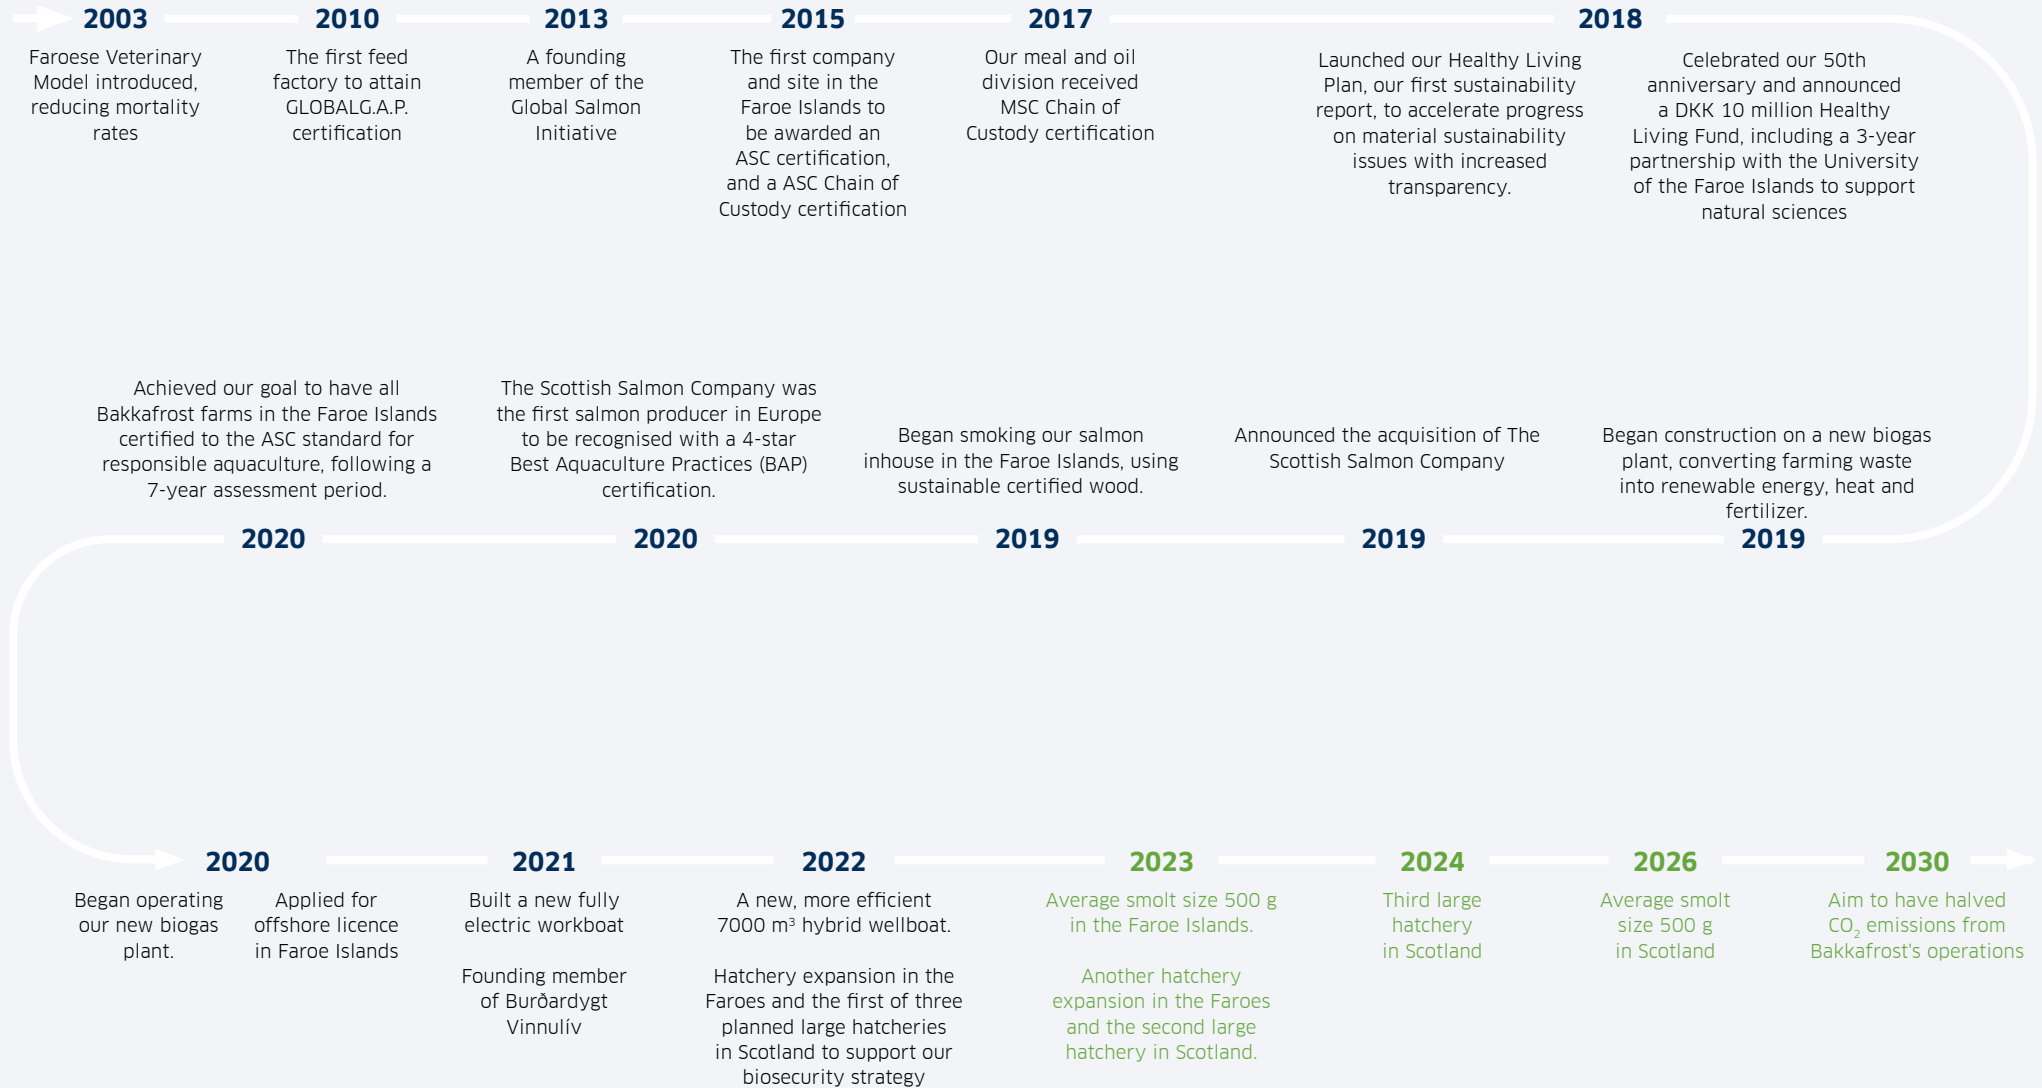 2003
Faroese Veterinary
Model introduced,
reducing mortality
rates
2010
The first feed
factory to attain
GLOBALG.A.P.
certification
2013
A founding
member of the
Global Salmon
Initiative
2015
The first company
and site in the
Faroe Islands to
be awarded an
ASC certification,
and a ASC Chain of
Custody certification
2017
Our meal and oil
division received
MSC Chain of
Custody certification
2018
Launched our Healthy Living
Plan, our first sustainability
report, to accelerate progress
on material sustainability
issues with increased
transparency.
Celebrated our 50th
anniversary and announced
a DKK 10 million Healthy
Living Fund, including a 3-year
partnership with the University
of the Faroe Islands to support
natural sciences
Began construction on a new biogas
plant, converting farming waste
into renewable energy, heat and
fertilizer.
2019
Announced the acquisition of The
Scottish Salmon Company
2019
Began smoking our salmon
inhouse in the Faroe Islands, using
sustainable certified wood.
2019
The Scottish Salmon Company was
the first salmon producer in Europe
to be recognised with a 4-star
Best Aquaculture Practices (BAP)
certification.
2020
Achieved our goal to have all
Bakkafrost farms in the Faroe Islands
certified to the ASC standard for
responsible aquaculture, following a
7-year assessment period.
2020
2020
Began operating
our new biogas
plant.
Applied for
offshore licence
in Faroe Islands
2021
Built a new fully
electric workboat
Founding member
of Burðardygt
Vinnulív
2022
A new, more efficient
7000 m³ hybrid wellboat.
Hatchery expansion in the
Faroes and the first of three
planned large hatcheries
in Scotland to support our
biosecurity strategy
2023
Average smolt size 500 g
in the Faroe Islands.
Another hatchery
expansion in the Faroes
and the second large
hatchery in Scotland.
2024
Third large
hatchery
in Scotland
2026
Average smolt
size 500 g
in Scotland
2030
Aim to have halved
CO₂ emissions from
Bakkafrost's operations